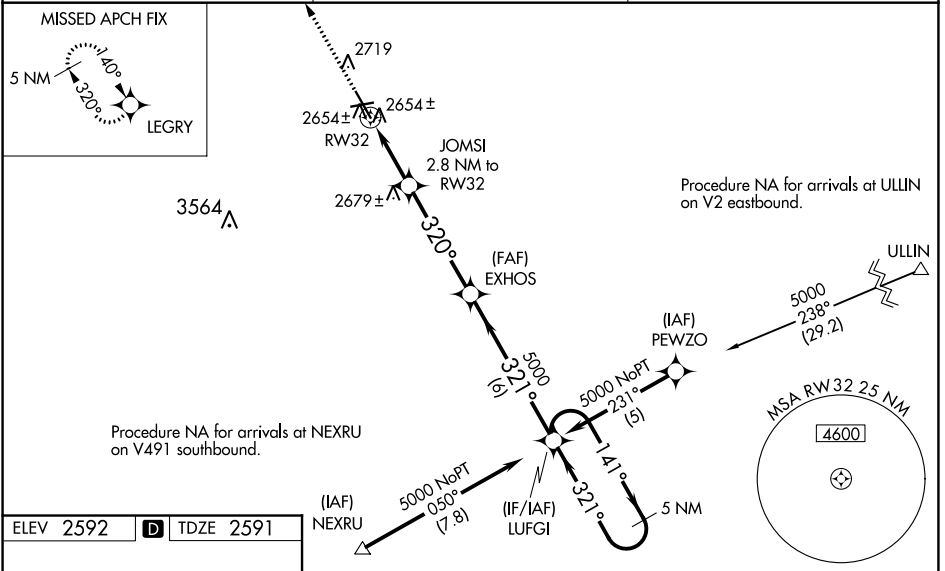 MISSED APCH FIX
5 NM
140°
320°
LEGRY
2719
2654±
2654±
RW32
JOMSI
2.8 NM to
RW32
2679±
3564
320°
Procedure NA for arrivals at ULLIN
on V2 eastbound.
ULLIN
5000
238°
(29.2)
(FAF)
EXHOS
(IAF)
PEWZO
5000
321°
(6)
5000 NoPT
231°
(5)
MSA RW32 25 NM
4600
Procedure NA for arrivals at NEXRU
on V491 southbound.
141°
321°
5 NM
(IF/IAF)
LUFGI
5000 NoPT
050°
(7.8)
(IAF)
NEXRU
ELEV 2592 D TDZE 2591